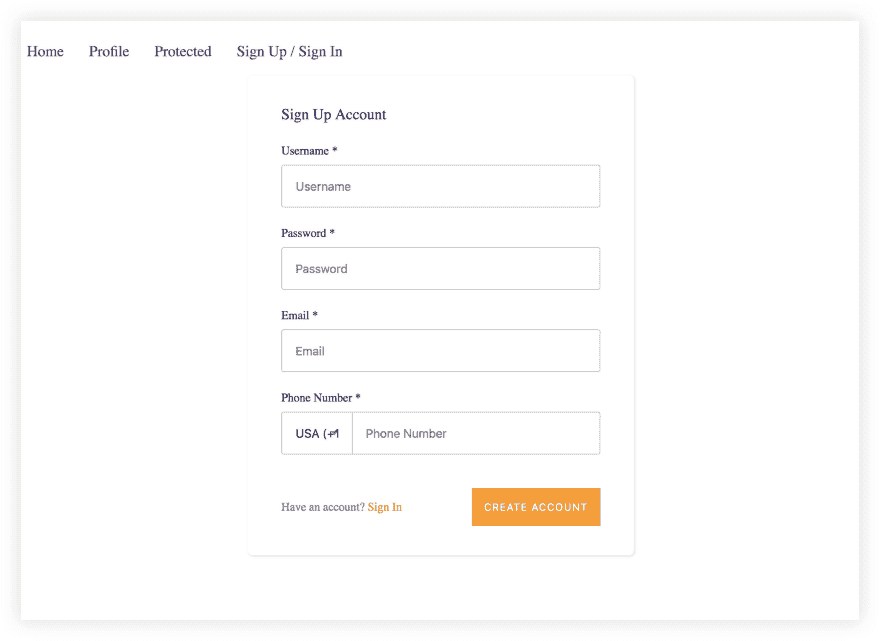 Home Profile Protected Sign Up / Sign In
Sign Up Account
Username *
Username
Password *
Password
Email *
Email
Phone Number *
USA (+1 Phone Number
Have an account? Sign In CREATE ACCOUNT